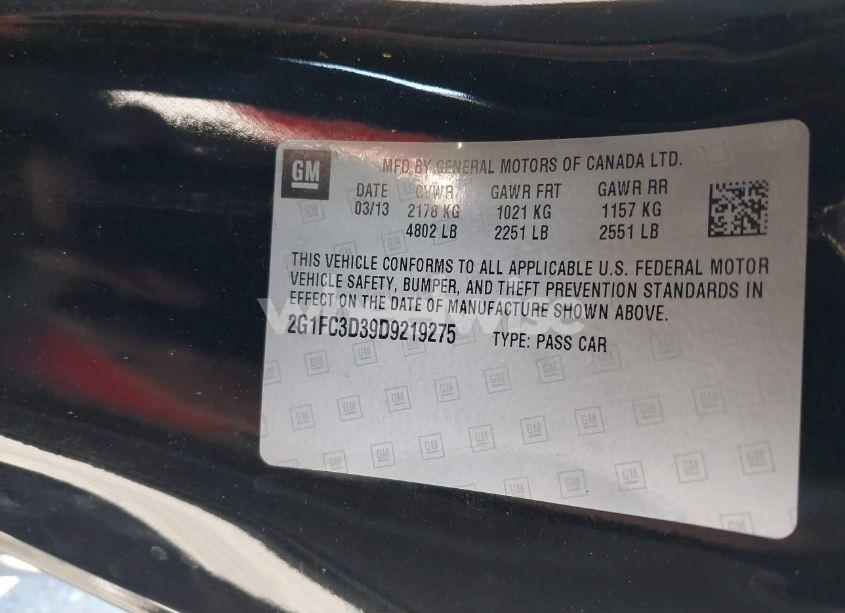 GM MFD BY GENERAL MOTORS OF CANADA LTD.
DATE GVWR GAWR FRT GAWR RR
03/13 2178 KG 1021 KG 1157 KG
4802 LB 2251 LB 2551 LB
THIS VEHICLE CONFORMS TO ALL APPLICABLE U.S. FEDERAL MOTOR
VEHICLE SAFETY, BUMPER, AND THEFT PREVENTION STANDARDS IN
EFFECT ON THE DATE OF MANUFACTURE SHOWN ABOVE.
2G1FC3D39D9219275 TYPE: PASS CAR